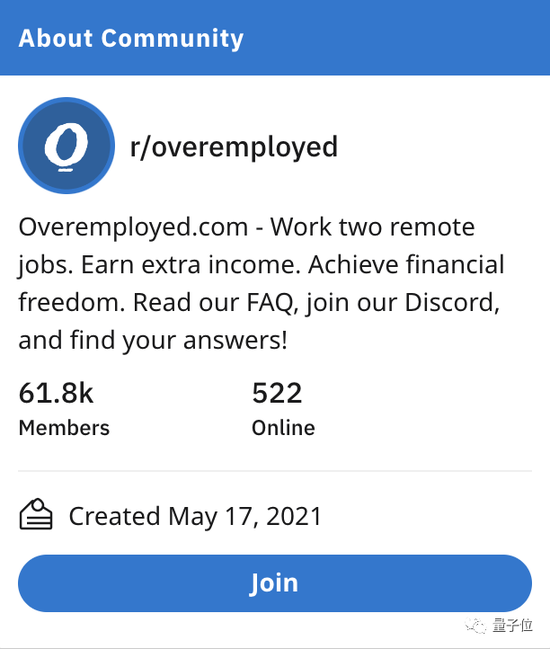 About Community
r/overemployed
Overemployed.com - Work two remote
jobs. Earn extra income. Achieve financial
freedom. Read our FAQ, join our Discord,
and find your answers!
61.8k 522
Members Online
Created May 17, 2021
Join
量子位